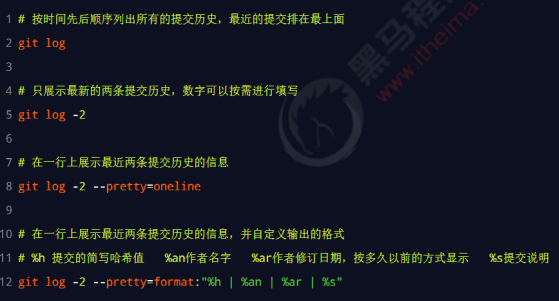 1 # 按时间先后顺序列出所有的提交历史，最近的提交排在最上面
2 git log
3
4 # 只展示最新的两条提交历史，数字可以按需进行填写
5 git log -2
6
7 # 在一行上展示最近两条提交历史的信息
8 git log -2 --pretty=oneline
9
10 # 在一行上展示最近两条提交历史的信息，并自定义输出的格式
11 # %h 提交的简写哈希值   %an作者名字   %ar作者修订日期，按多久以前的方式显示   %s提交说明
12 git log -2 --pretty=format:"%h | %an | %ar | %s"
黑马程
www.itheima.